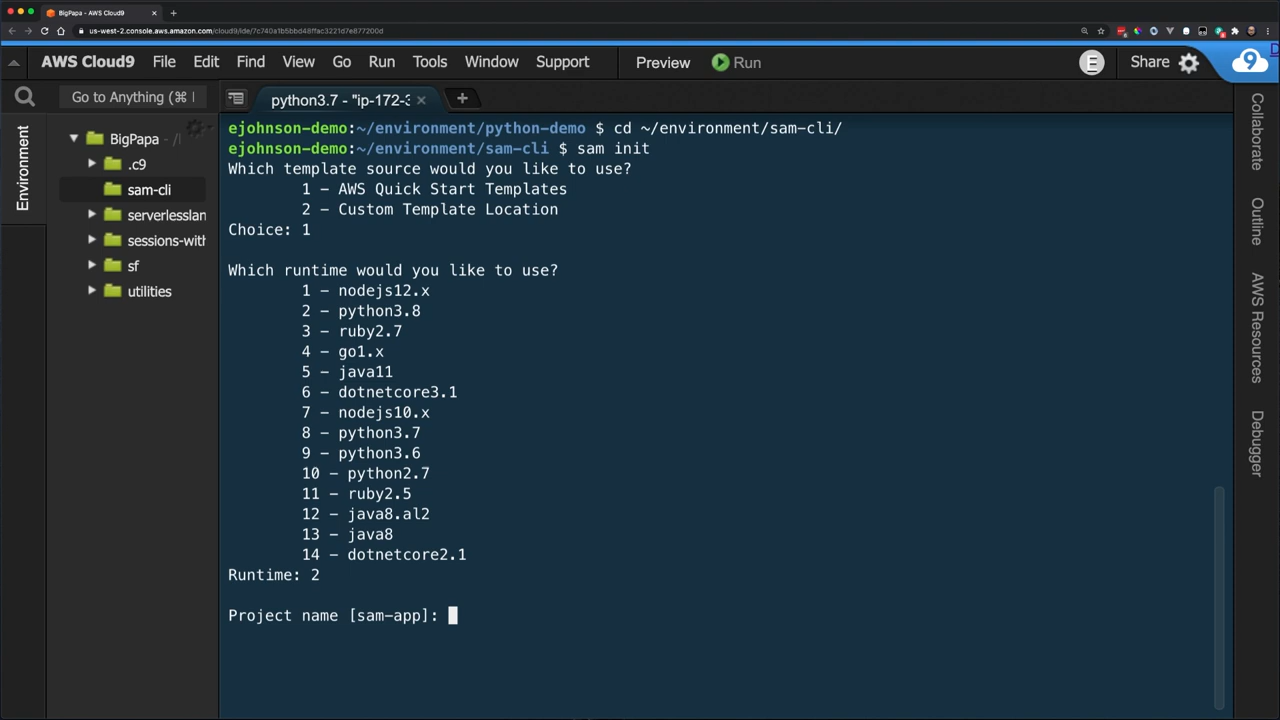 BigPapa - AWS Cloud9
us-west-2.console.aws.amazon.com/cloud9/ide/7c740a1b5bbd48ffac3221d7e877200d
AWS Cloud9 File Edit Find View Go Run Tools Window Support Preview Run E Share 9
Go to Anything (⌘
python3.7 - "ip-172-3
Environment
BigPapa - /
.c9
sam-cli
serverlesslan
sessions-with
sf
utilities
ejohnson-demo:~/environment/python-demo $ cd ~/environment/sam-cli/
ejohnson-demo:~/environment/sam-cli $ sam init
Which template source would you like to use?
1 - AWS Quick Start Templates
2 - Custom Template Location
Choice: 1
Which runtime would you like to use?
1 - nodejs12.x
2 - python3.8
3 - ruby2.7
4 - go1.x
5 - java11
6 - dotnetcore3.1
7 - nodejs10.x
8 - python3.7
9 - python3.6
10 - python2.7
11 - ruby2.5
12 - java8.al2
13 - java8
14 - dotnetcore2.1
Runtime: 2
Project name [sam-app]:
Collaborate
Outline
AWS Resources
Debugger